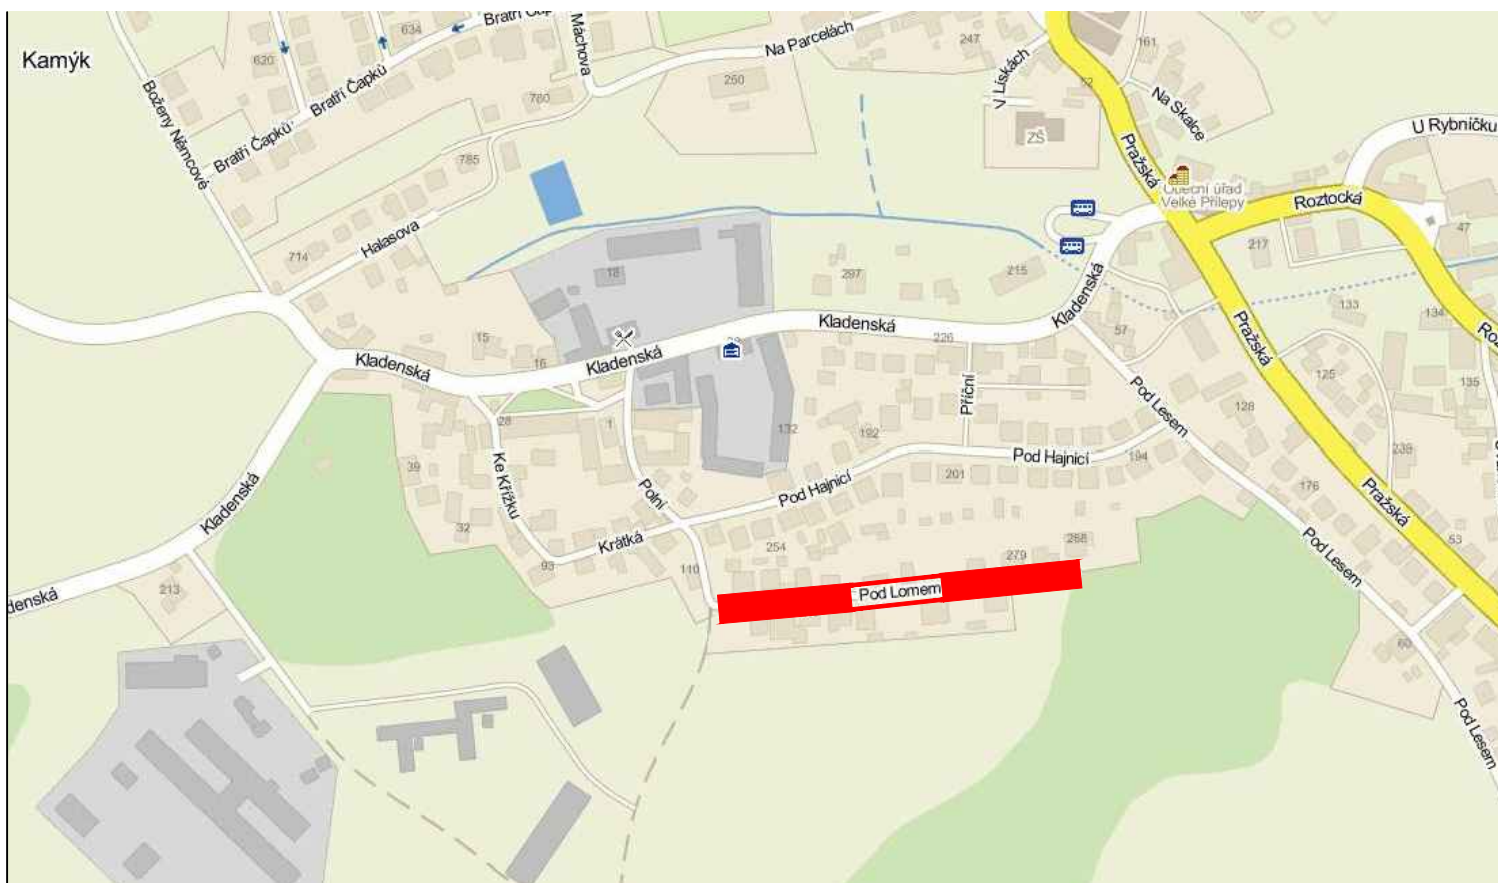 Bratří Čapků
634
Máchova
Na Parcelách
247
161
Kamýk
620
Bratří Čapků
250
V Lískách
52
Na Skalce
Boženy Němcové
780
U Rybníčku
Bratří Čapků
785
ZŠ
Pražská
Obecní úřad
Velké Přílepy
Roztocká
Halasova
714
217
47
18
297
215
Kladenská
133
134
Kladenská
15
226
57
Pražská
Kladenská
16
Kladenská
125
135
Příční
Pod Lesem
28
1
132
192
128
39
Pod Hajnicí
194
239
Kladenská
Ke Křížku
Polní
Pod Hajnicí
201
176
Pražská
32
Krátká
254
279
268
Pod Lesem
53
93
110
213
Pod Lomem
denská
60
Pod Lesem